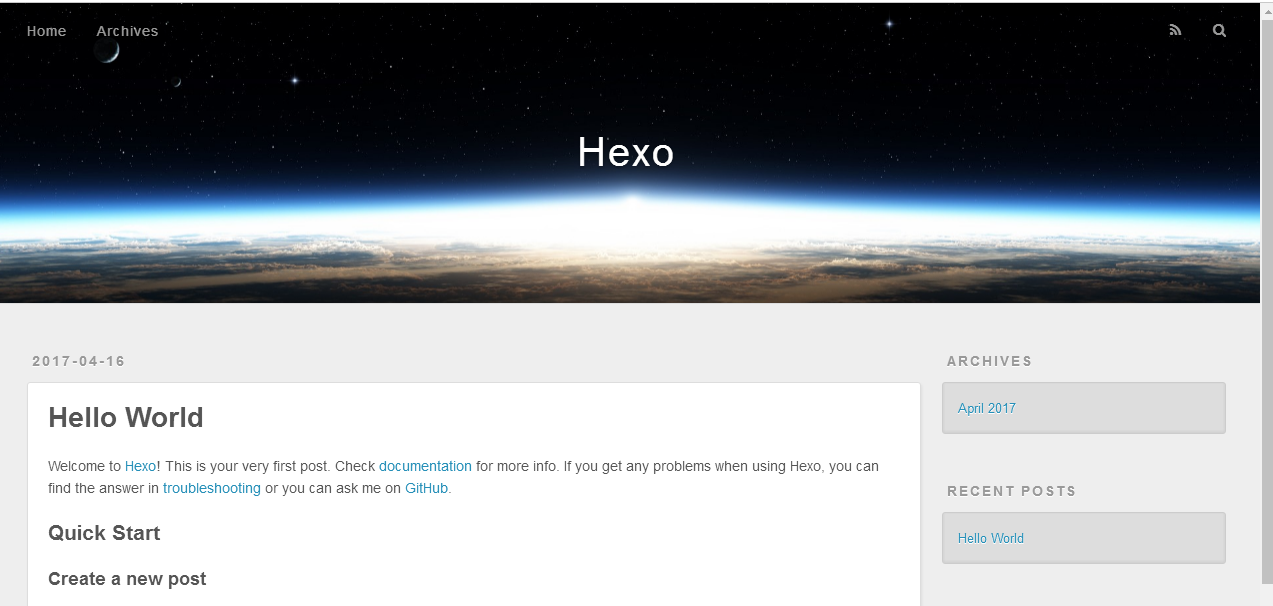 Home Archives
Hexo
2017-04-16
Hello World
Welcome to Hexo! This is your very first post. Check documentation for more info. If you get any problems when using Hexo, you can
find the answer in troubleshooting or you can ask me on GitHub.
Quick Start
Create a new post
ARCHIVES
April 2017
RECENT POSTS
Hello World